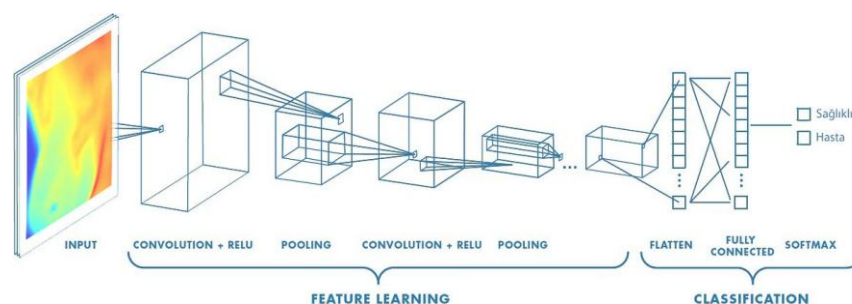 Sağlıklı
Hasta
INPUT
CONVOLUTION + RELU
POOLING
CONVOLUTION + RELU
POOLING
FLATTEN
FULLY
CONNECTED
SOFTMAX
FEATURE LEARNING
CLASSIFICATION